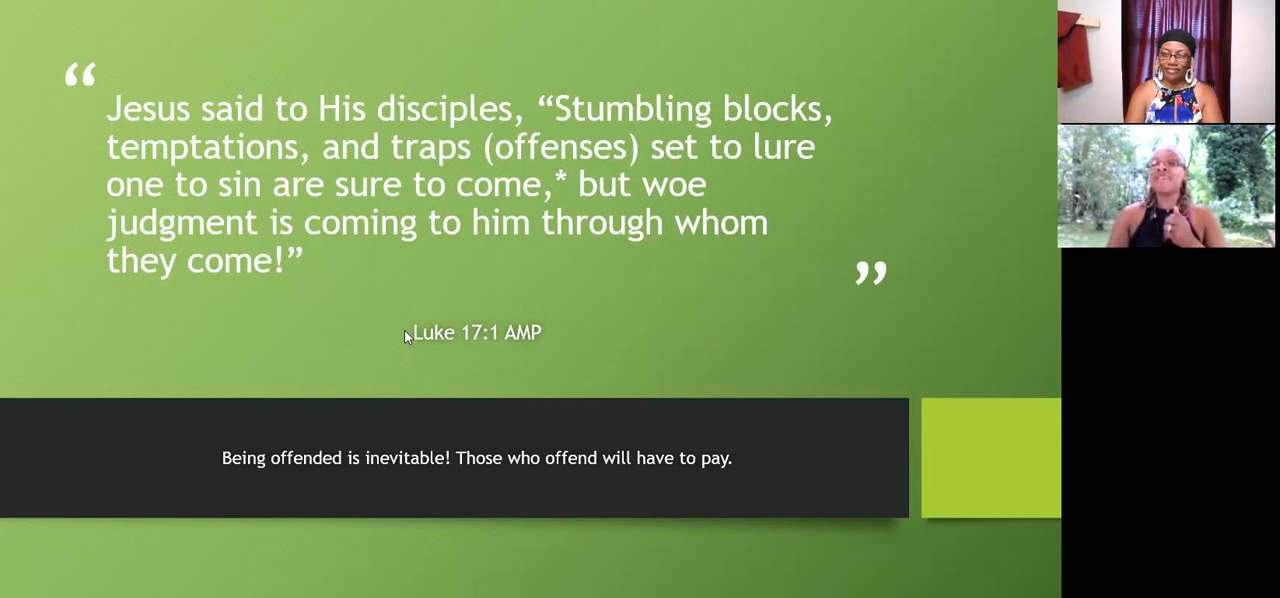 “
Jesus said to His disciples, “Stumbling blocks,
temptations, and traps (offenses) set to lure
one to sin are sure to come,* but woe
judgment is coming to him through whom
they come!”
”
Luke 17:1 AMP
Being offended is inevitable! Those who offend will have to pay.